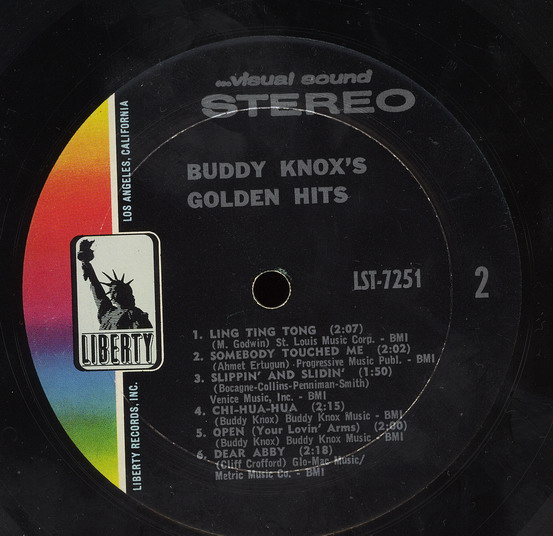 ...visual sound
STEREO
BUDDY KNOX'S
GOLDEN HITS
LST-7251
2
LOS ANGELES, CALIFORNIA
LIBERTY
LIBERTY RECORDS, INC.
1. LING TING TONG (2:07)
(M. Godwin) St. Louis Music Corp. - BMI
2. SOMEBODY TOUCHED ME (2:02)
(Ahmet Ertugun) Progressive Music Publ. - BMI
3. SLIPPIN' AND SLIDIN' (1:50)
(Bocagne-Collins-Penniman-Smith)
Venice Music, Inc. - BMI
4. CHI-HUA-HUA (2:15)
(Buddy Knox) Buddy Knox Music - BMI
5. OPEN (Your Lovin' Arms) (2:00)
(Buddy Knox) Buddy Knox Music - BMI
6. DEAR ABBY (2:18)
(Cliff Crofford) Glo-Mac Music/
Metric Music Co. - BMI